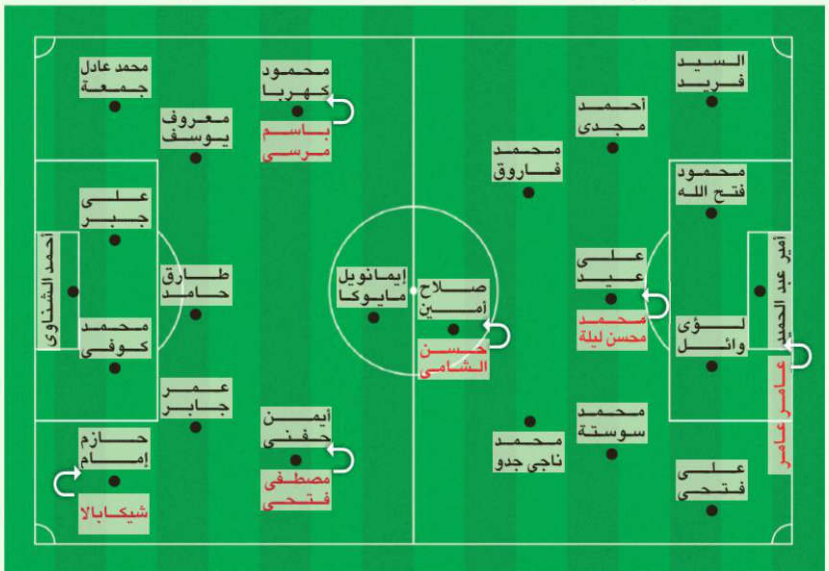 السيد
فريد
أحمد
مجدى
محمد
فاروق
محمود
فتح الله
على
عيد
محمد
محسن ليلة
أمير عبد الحميد
عامر عامر
لؤى
وائل
صلاح
أمين
حسن
الشامى
محمد
سوستة
محمد
ناجى جدو
على
فتحى
محمود
كهربا
باسم
مرسى
محمد عادل
جمعة
معروف
يوسف
على
جبر
إيمانويل
مايوكا
طارق
حامد
أحمد الشناوى
محمد
كوفى
عمر
جابر
أيمن
حفنى
مصطفى
فتحى
حازم
إمام
شيكابالا